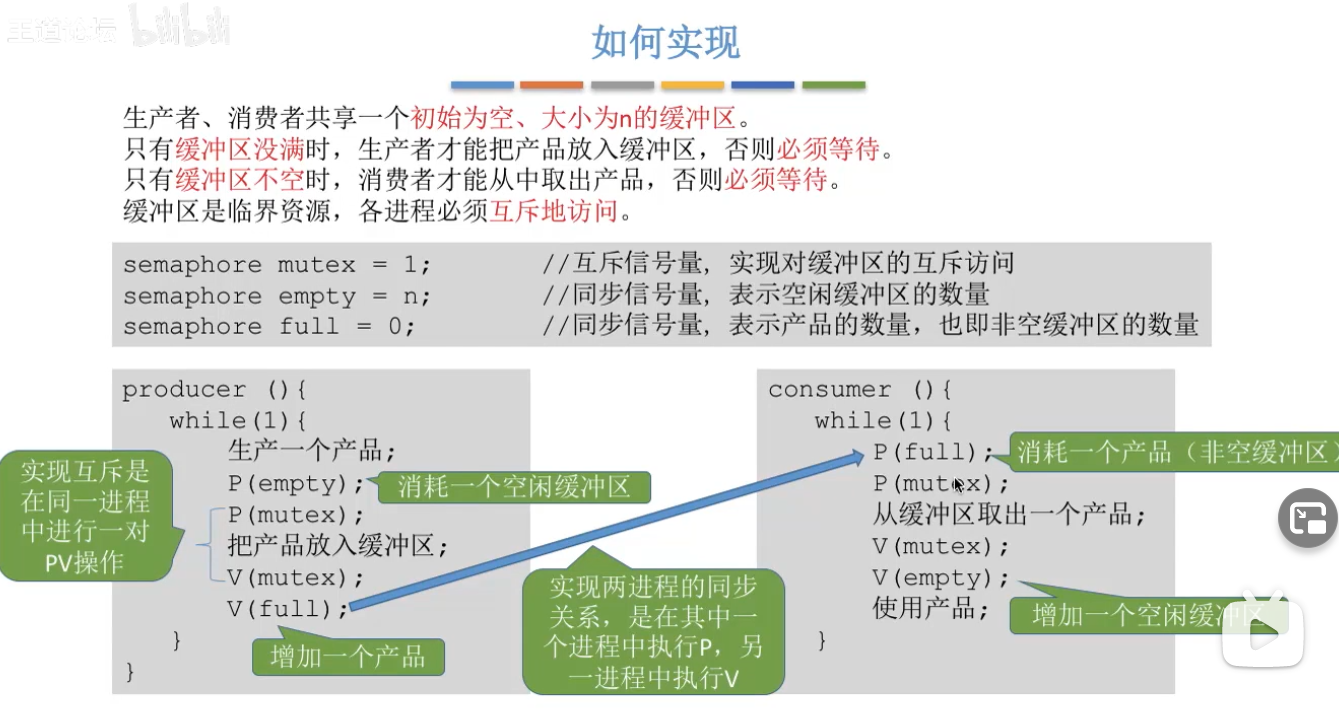 王道论坛 bilibili
如何实现
生产者、消费者共享一个初始为空、大小为n的缓冲区。
只有缓冲区没满时，生产者才能把产品放入缓冲区，否则必须等待。
只有缓冲区不空时，消费者才能从中取出产品，否则必须等待。
缓冲区是临界资源，各进程必须互斥地访问。
semaphore mutex = 1; //互斥信号量，实现对缓冲区的互斥访问
semaphore empty = n; //同步信号量，表示空闲缓冲区的数量
semaphore full = 0; //同步信号量，表示产品的数量，也即非空缓冲区的数量
producer (){
while(1){
生产一个产品;
P(empty);
P(mutex);
把产品放入缓冲区;
V(mutex);
V(full);
}
}
实现互斥是
在同一进程
中进行一对
PV操作
消耗一个空闲缓冲区
增加一个产品
实现两进程的同步
关系，是在其中一
个进程中执行P，另
一进程中执行V
consumer (){
while(1){
P(full);
P(mutex);
从缓冲区取出一个产品;
V(mutex);
V(empty);
使用产品;
}
消耗一个产品（非空缓冲区）
增加一个空闲缓冲区